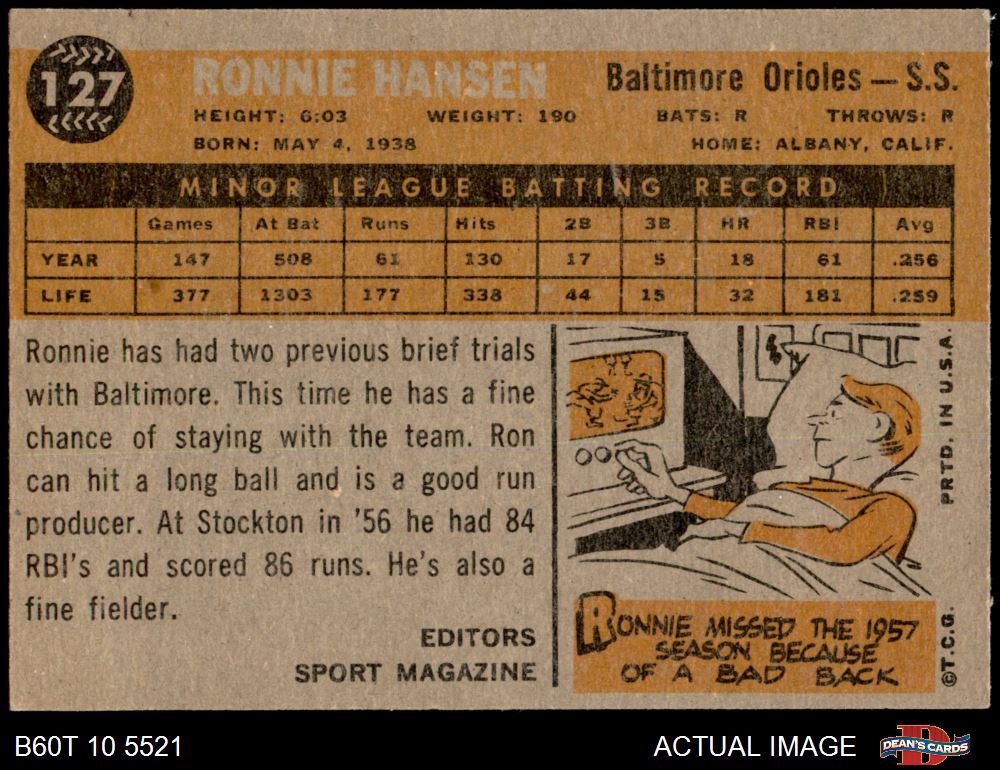 127
RONNIE HANSEN
Baltimore Orioles — S.S.
HEIGHT: 6:03 WEIGHT: 190 BATS: R THROWS: R
BORN: MAY 4, 1938 HOME: ALBANY, CALIF.
MINOR LEAGUE BATTING RECORD
Games At Bat Runs Hits 2B 3B HR RBI Avg
YEAR 147 508 61 130 17 5 18 61 .256
LIFE 377 1303 177 338 44 15 32 181 .259
Ronnie has had two previous brief trials
with Baltimore. This time he has a fine
chance of staying with the team. Ron
can hit a long ball and is a good run
producer. At Stockton in '56 he had 84
RBI's and scored 86 runs. He's also a
fine fielder.
EDITORS
SPORT MAGAZINE
RONNIE MISSED THE 1957
SEASON BECAUSE
OF A BAD BACK
PRTD. IN U.S.A.
©T.C.G.
B60T 10 5521
ACTUAL IMAGE
D
DEAN'S CARDS